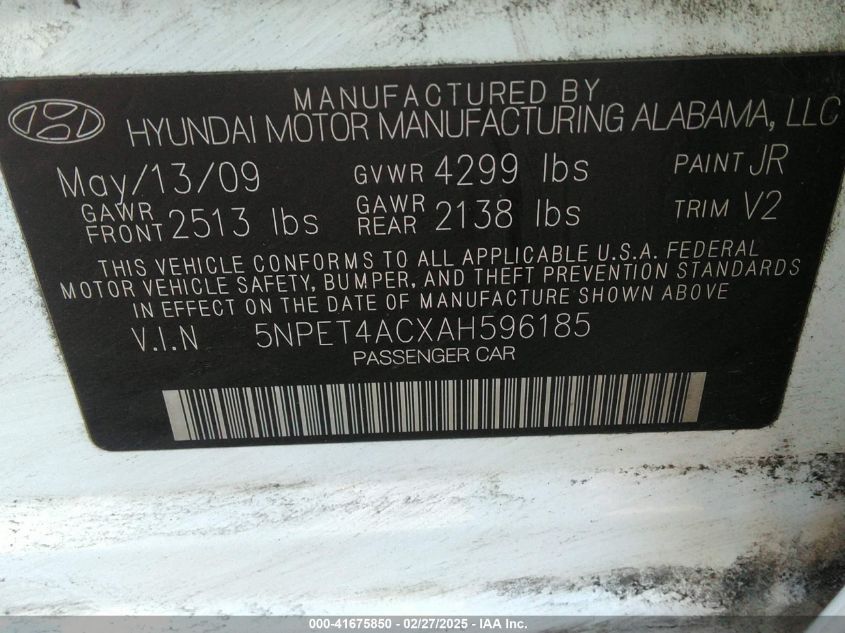 MANUFACTURED BY
HYUNDAI MOTOR MANUFACTURING ALABAMA, LLC
May/13/09 GVWR 4299 lbs PAINT JR
GAWR FRONT 2513 lbs GAWR REAR 2138 lbs TRIM V2
THIS VEHICLE CONFORMS TO ALL APPLICABLE U.S.A. FEDERAL
MOTOR VEHICLE SAFETY, BUMPER, AND THEFT PREVENTION STANDARDS
IN EFFECT ON THE DATE OF MANUFACTURE SHOWN ABOVE
V.I.N 5NPET4ACXAH596185
PASSENGER CAR
000-41675850 - 02/27/2025 - IAA Inc.